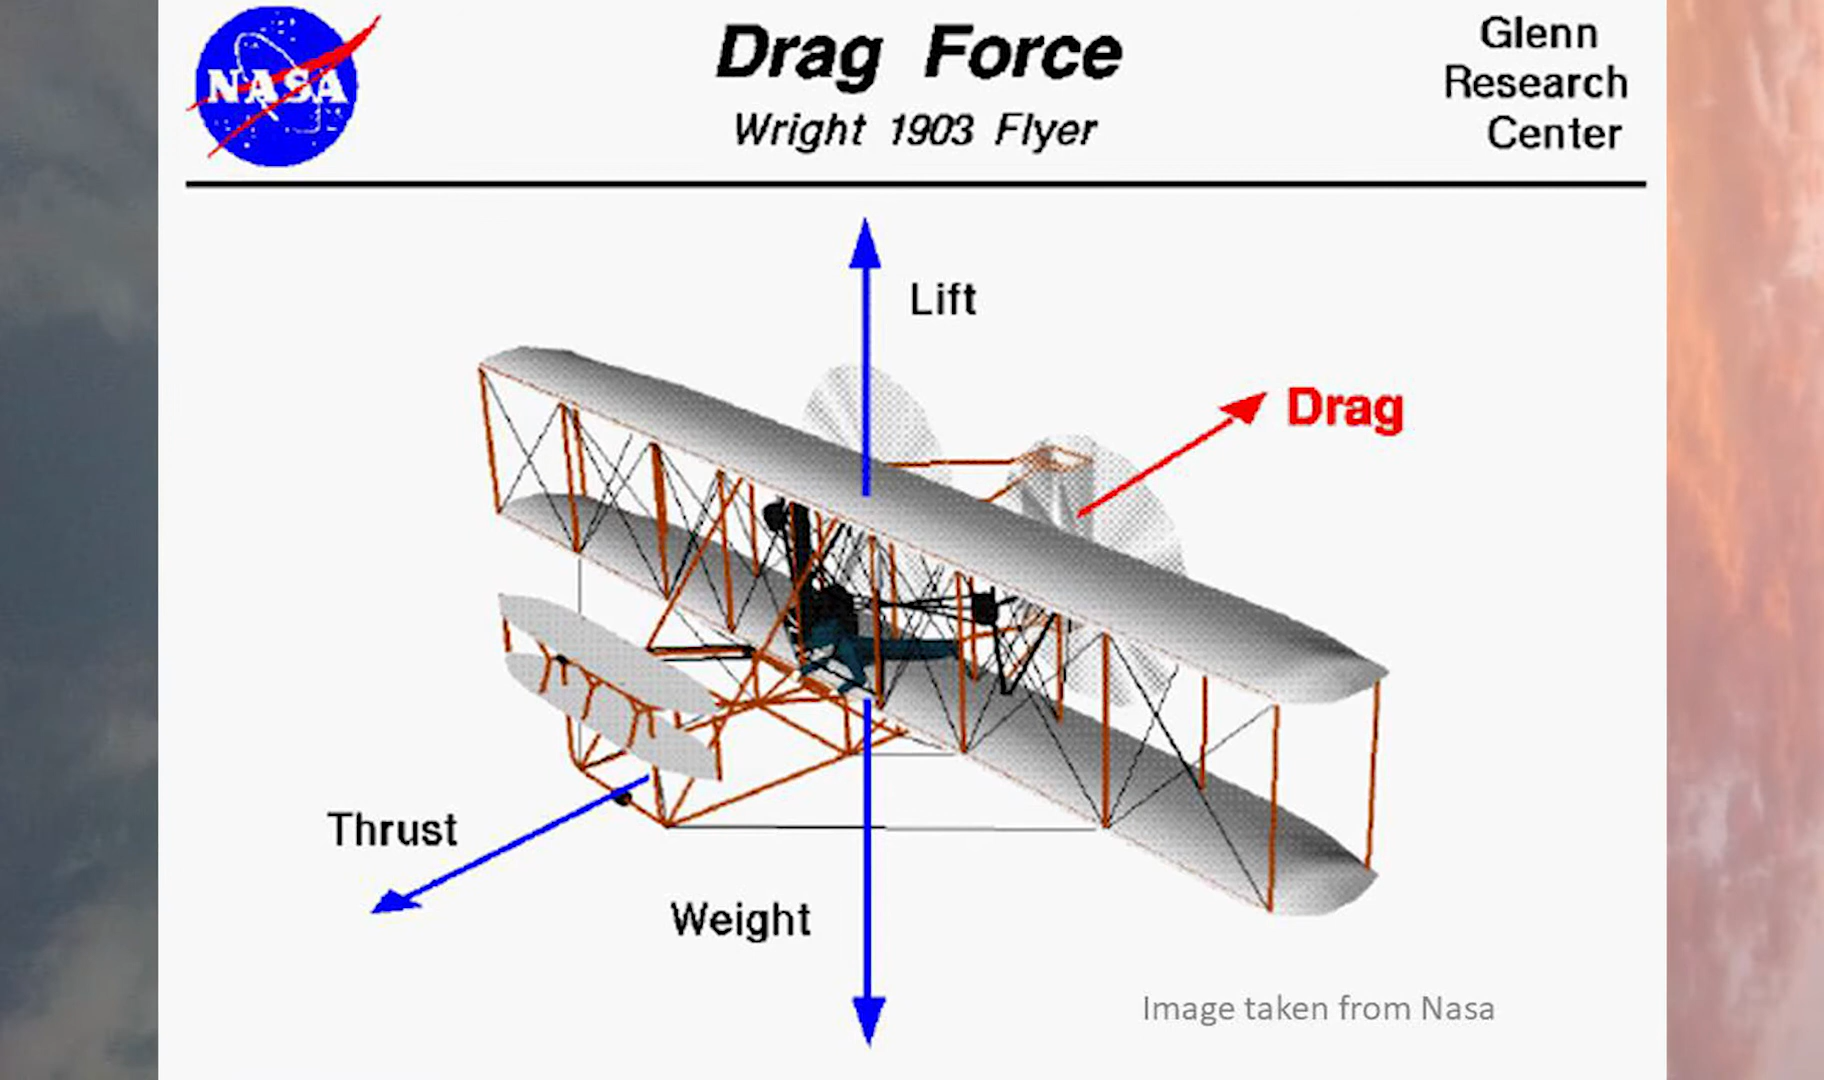 NASA
Drag Force
Wright 1903 Flyer
Glenn
Research
Center
Lift
Drag
Thrust
Weight
Image taken from Nasa